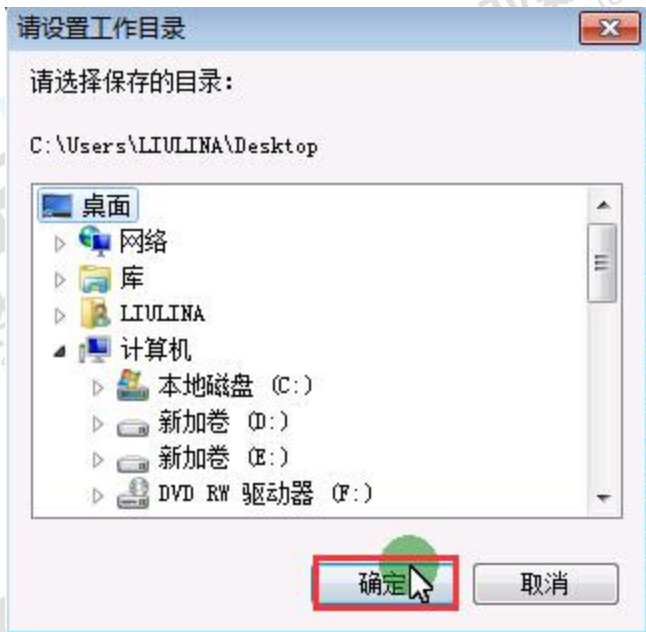 请设置工作目录
请选择保存的目录：
C:\Users\LIULINA\Desktop
桌面
网络
库
LIULINA
计算机
本地磁盘 (C:)
新加卷 (D:)
新加卷 (E:)
DVD RW 驱动器 (F:)
确定 取消